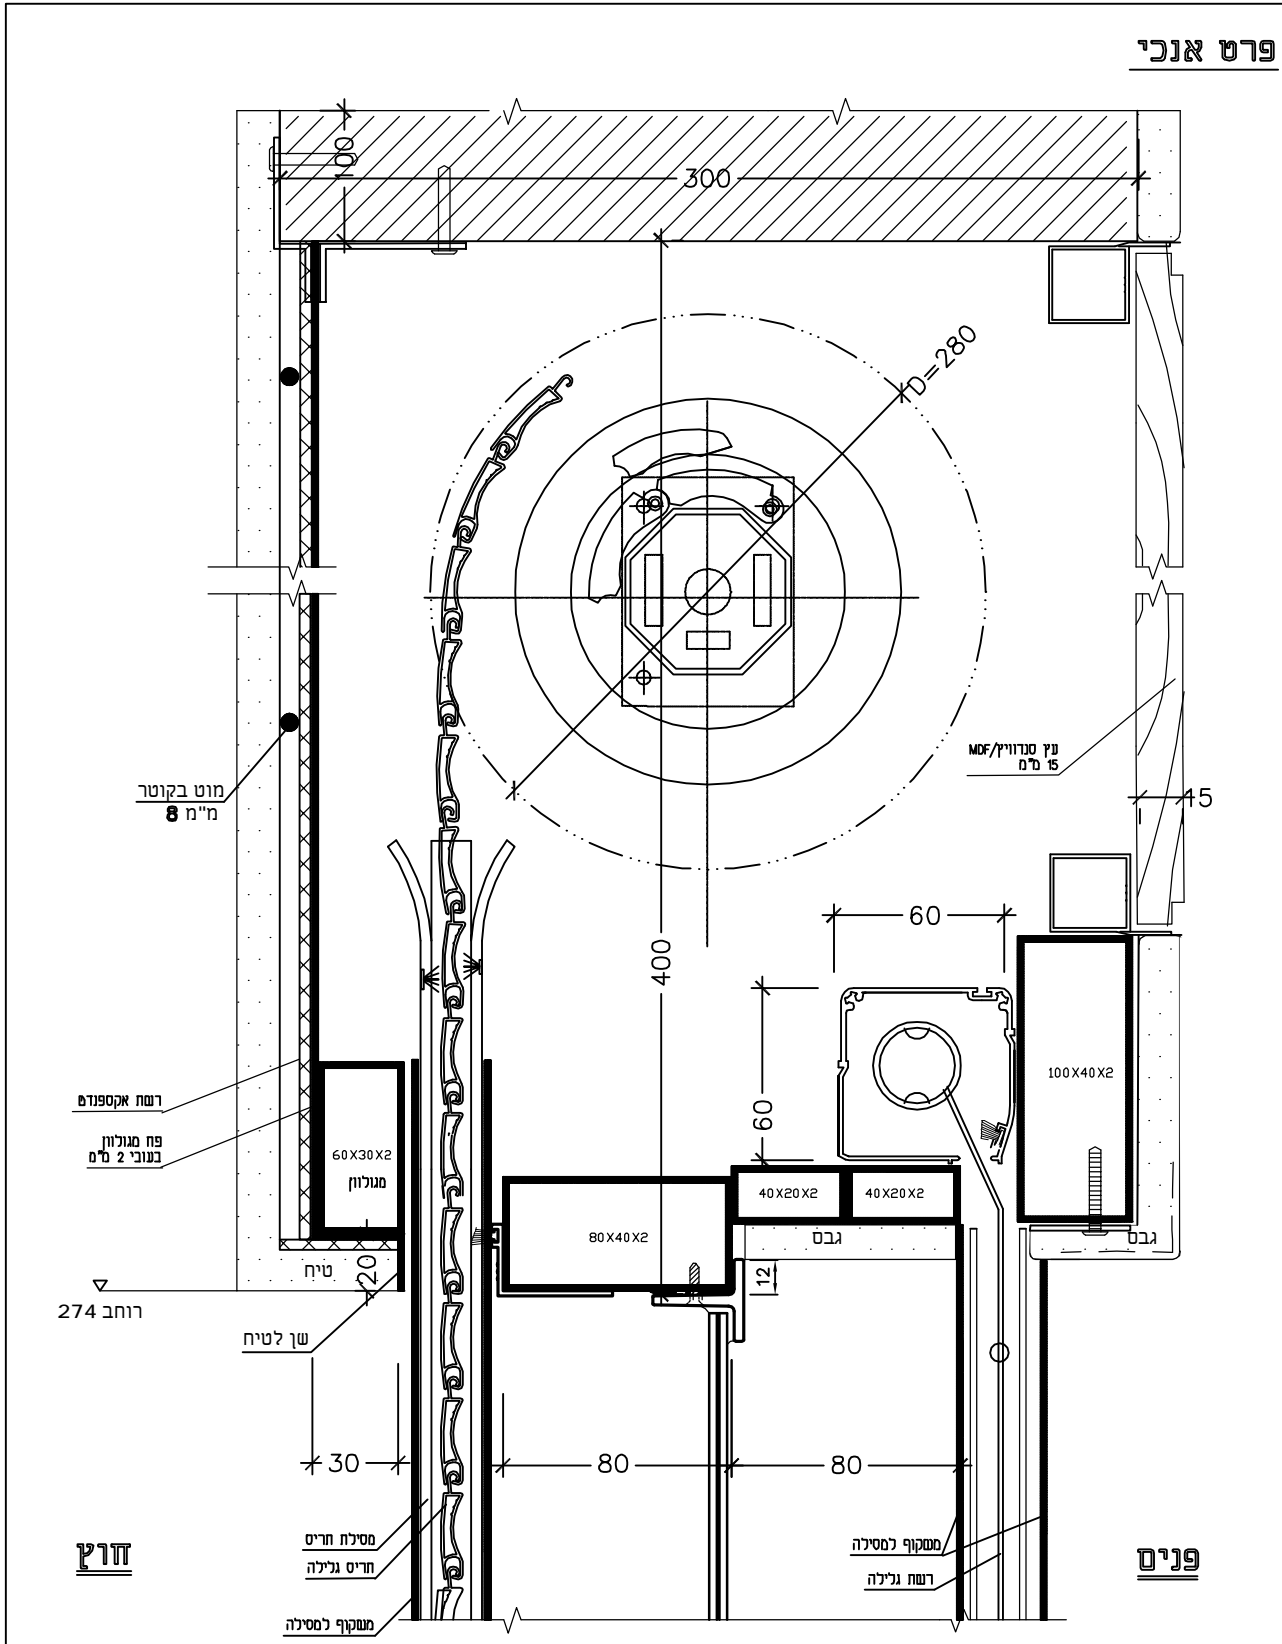 פרט אנכי
100
300
D=280
עץ סנדוויץ/MDF
15 מ"מ
15
מוט בקוטר
8 מ"מ
60
400
60
רשת אקספנדט
פח מגולוון
בעובי 2 מ"מ
60X30X2
מגולוון
100X40X2
40X20X2
40X20X2
80X40X2
גבס
גבס
טיח
20
12
רוחב 274
שן לטיח
30
80
80
מסילת תריס
תריס גלילה
משקוף למסילה
משקוף למסילה
רשת גלילה
חוץ
פנים